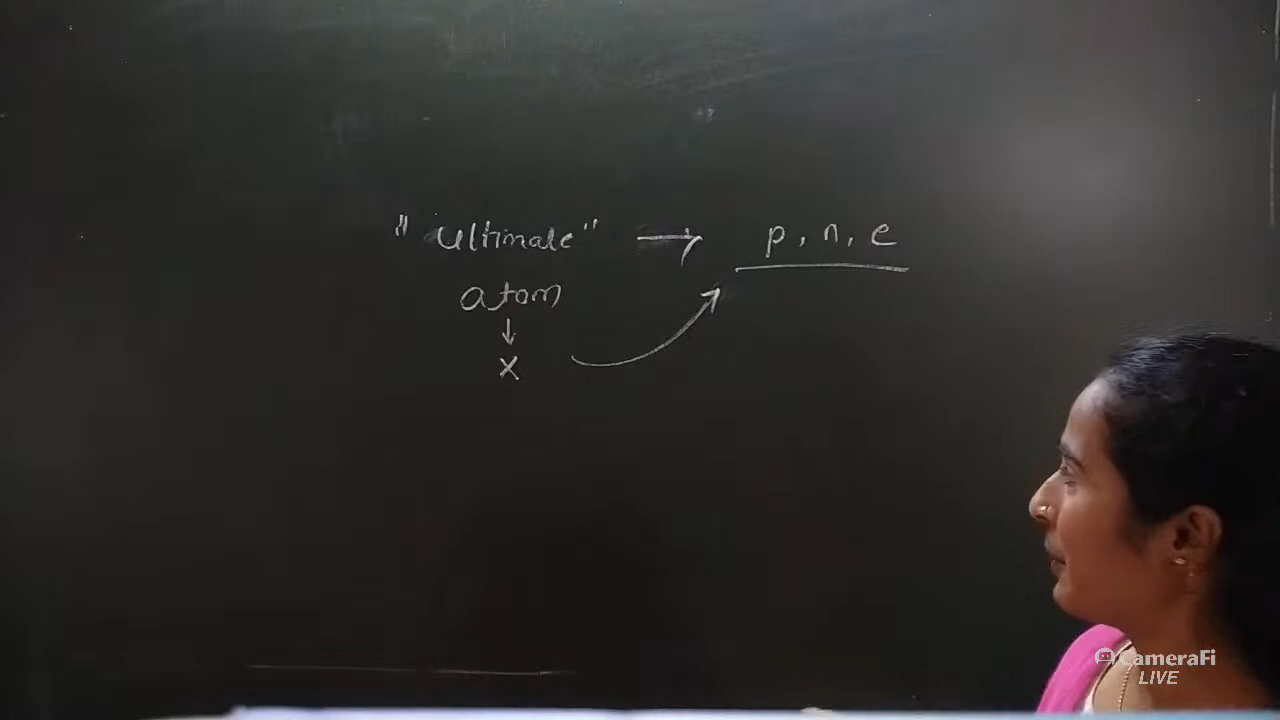 "ultimate" → p, n, e
atom
↓
x
CameraFi
LIVE